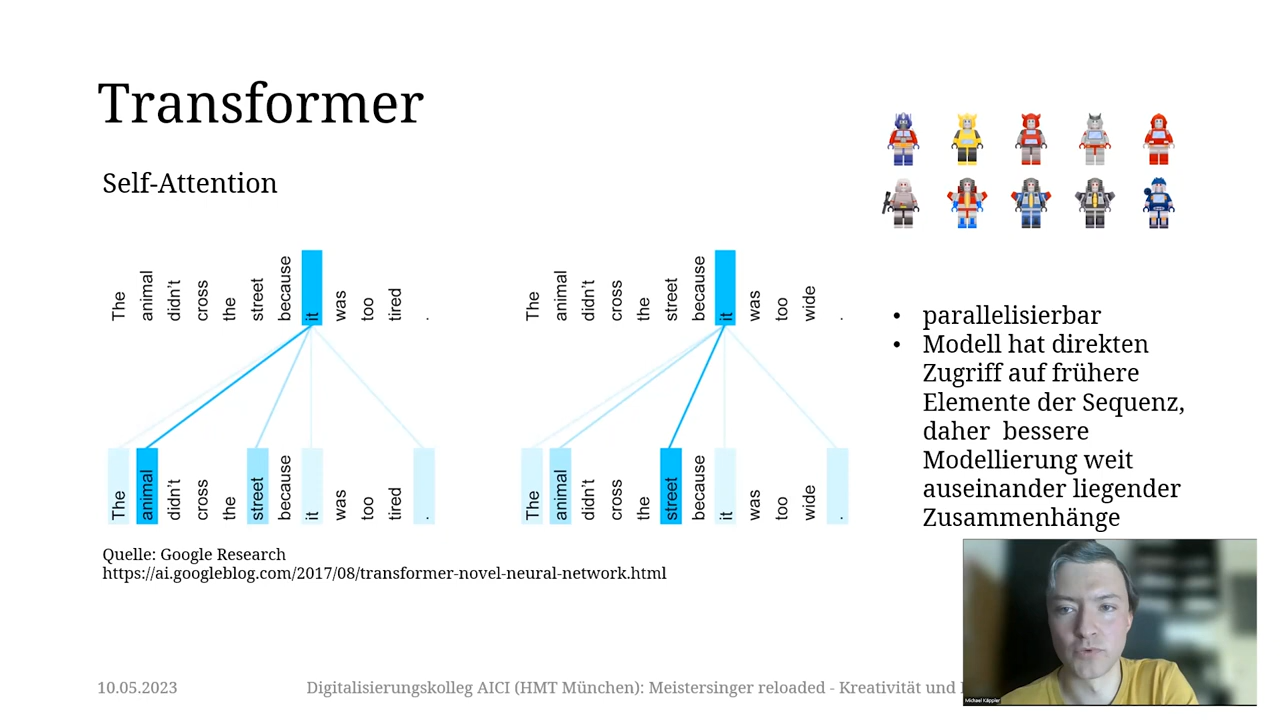 Transformer
Self-Attention
The animal didn't cross the street because it was too tired .
The animal didn't cross the street because it was too wide .
The animal didn't cross the street because it was too tired .
The animal didn't cross the street because it was too wide .
Quelle: Google Research
https://ai.googleblog.com/2017/08/transformer-novel-neural-network.html
• parallelisierbar
• Modell hat direkten
Zugriff auf frühere
Elemente der Sequenz,
daher  bessere
Modellierung weit
auseinander liegender
Zusammenhänge
10.05.2023
Digitalisierungskolleg AICI (HMT München): Meistersinger reloaded - Kreativität und
Michael Käppler